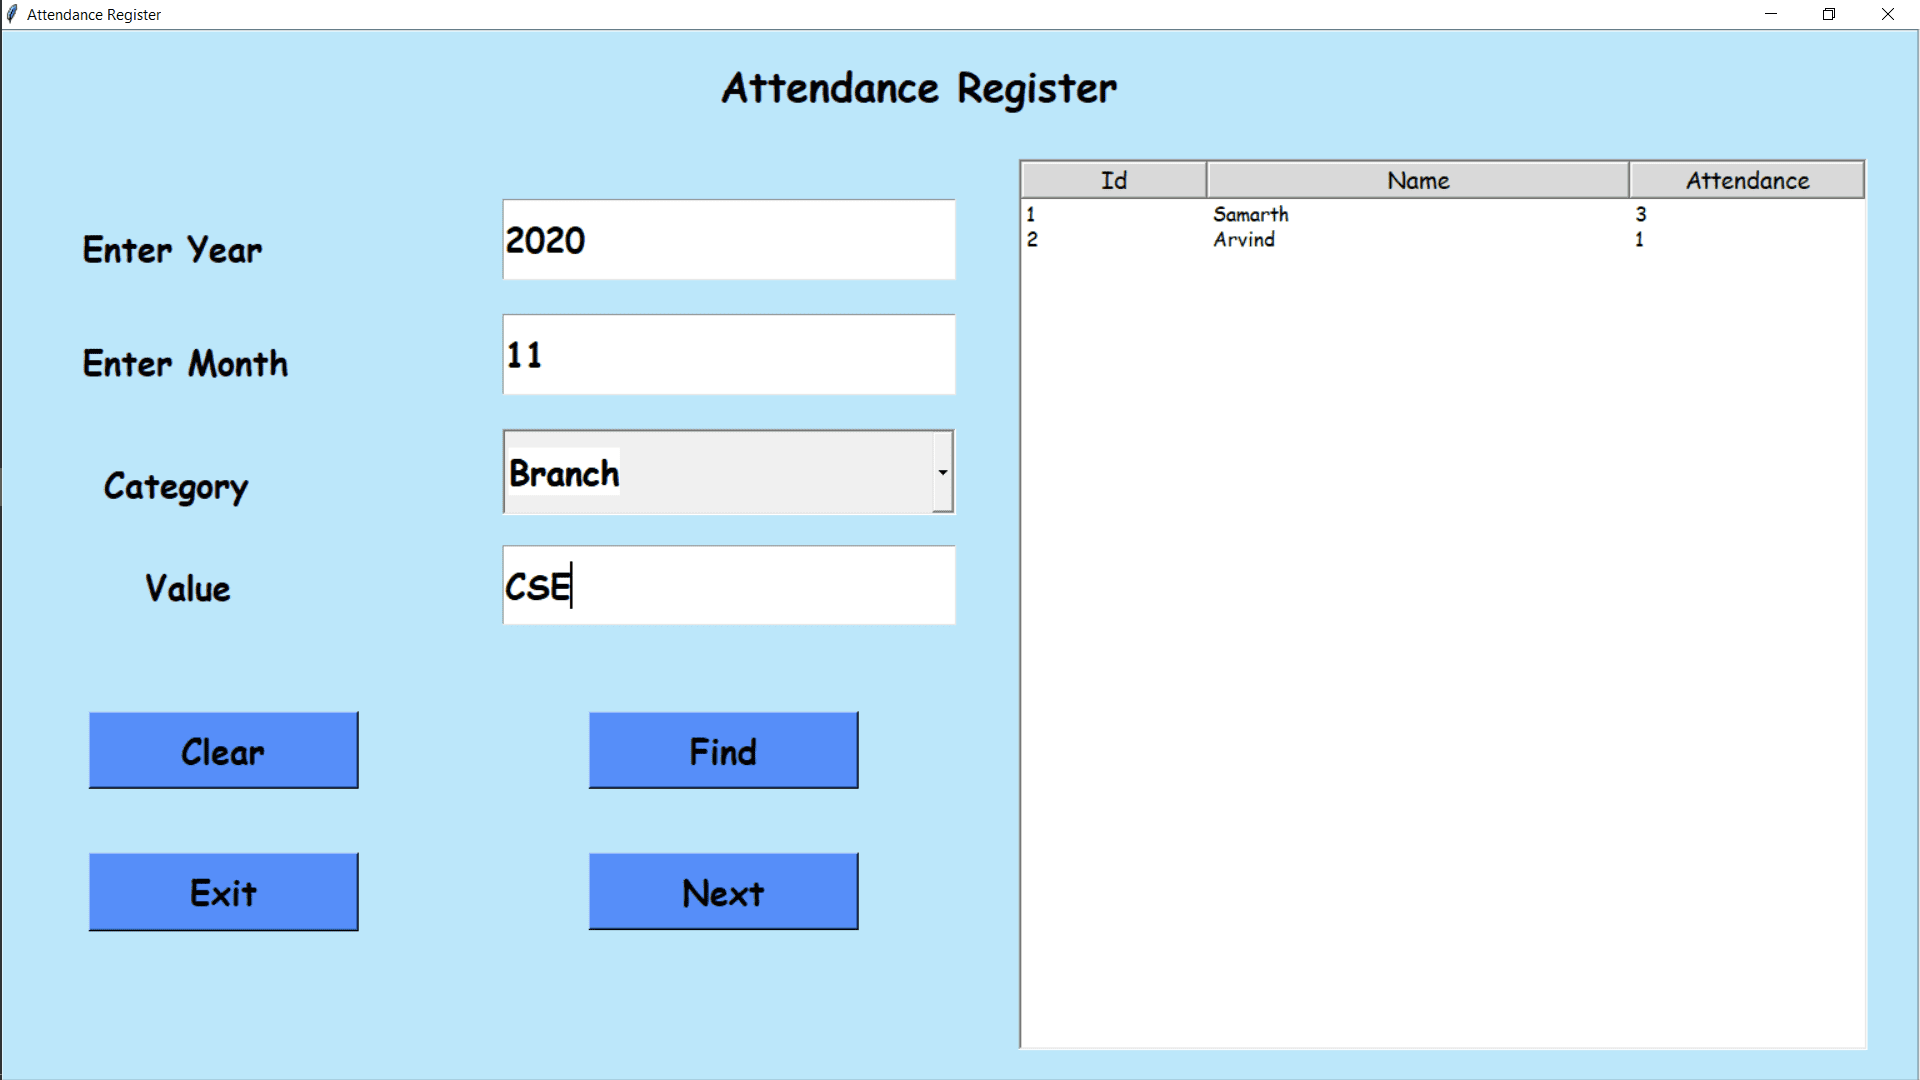 Attendance Register
Attendance Register
Enter Year
2020
Enter Month
11
Category
Branch
Value
CSE
Clear
Find
Exit
Next
Id Name Attendance
1 Samarth 3
2 Arvind 1